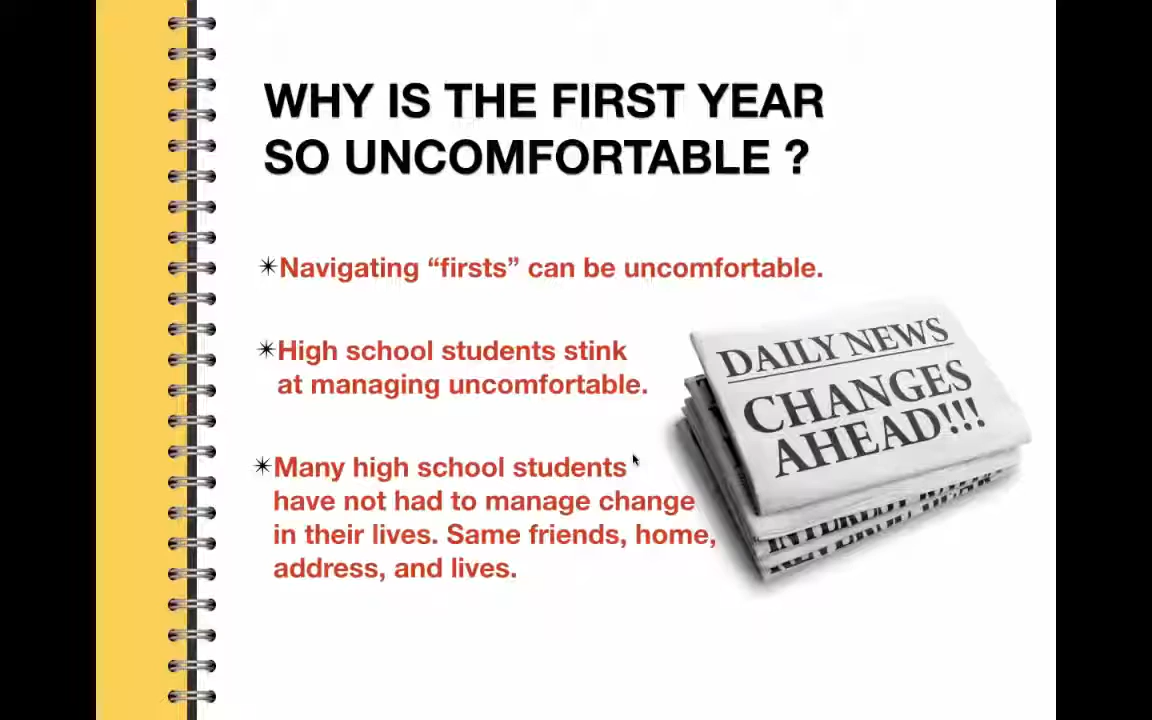 WHY IS THE FIRST YEAR
SO UNCOMFORTABLE ?
✴Navigating “firsts” can be uncomfortable.
✴High school students stink
at managing uncomfortable.
✴Many high school students
have not had to manage change
in their lives. Same friends, home,
address, and lives.
DAILY NEWS
CHANGES
AHEAD!!!